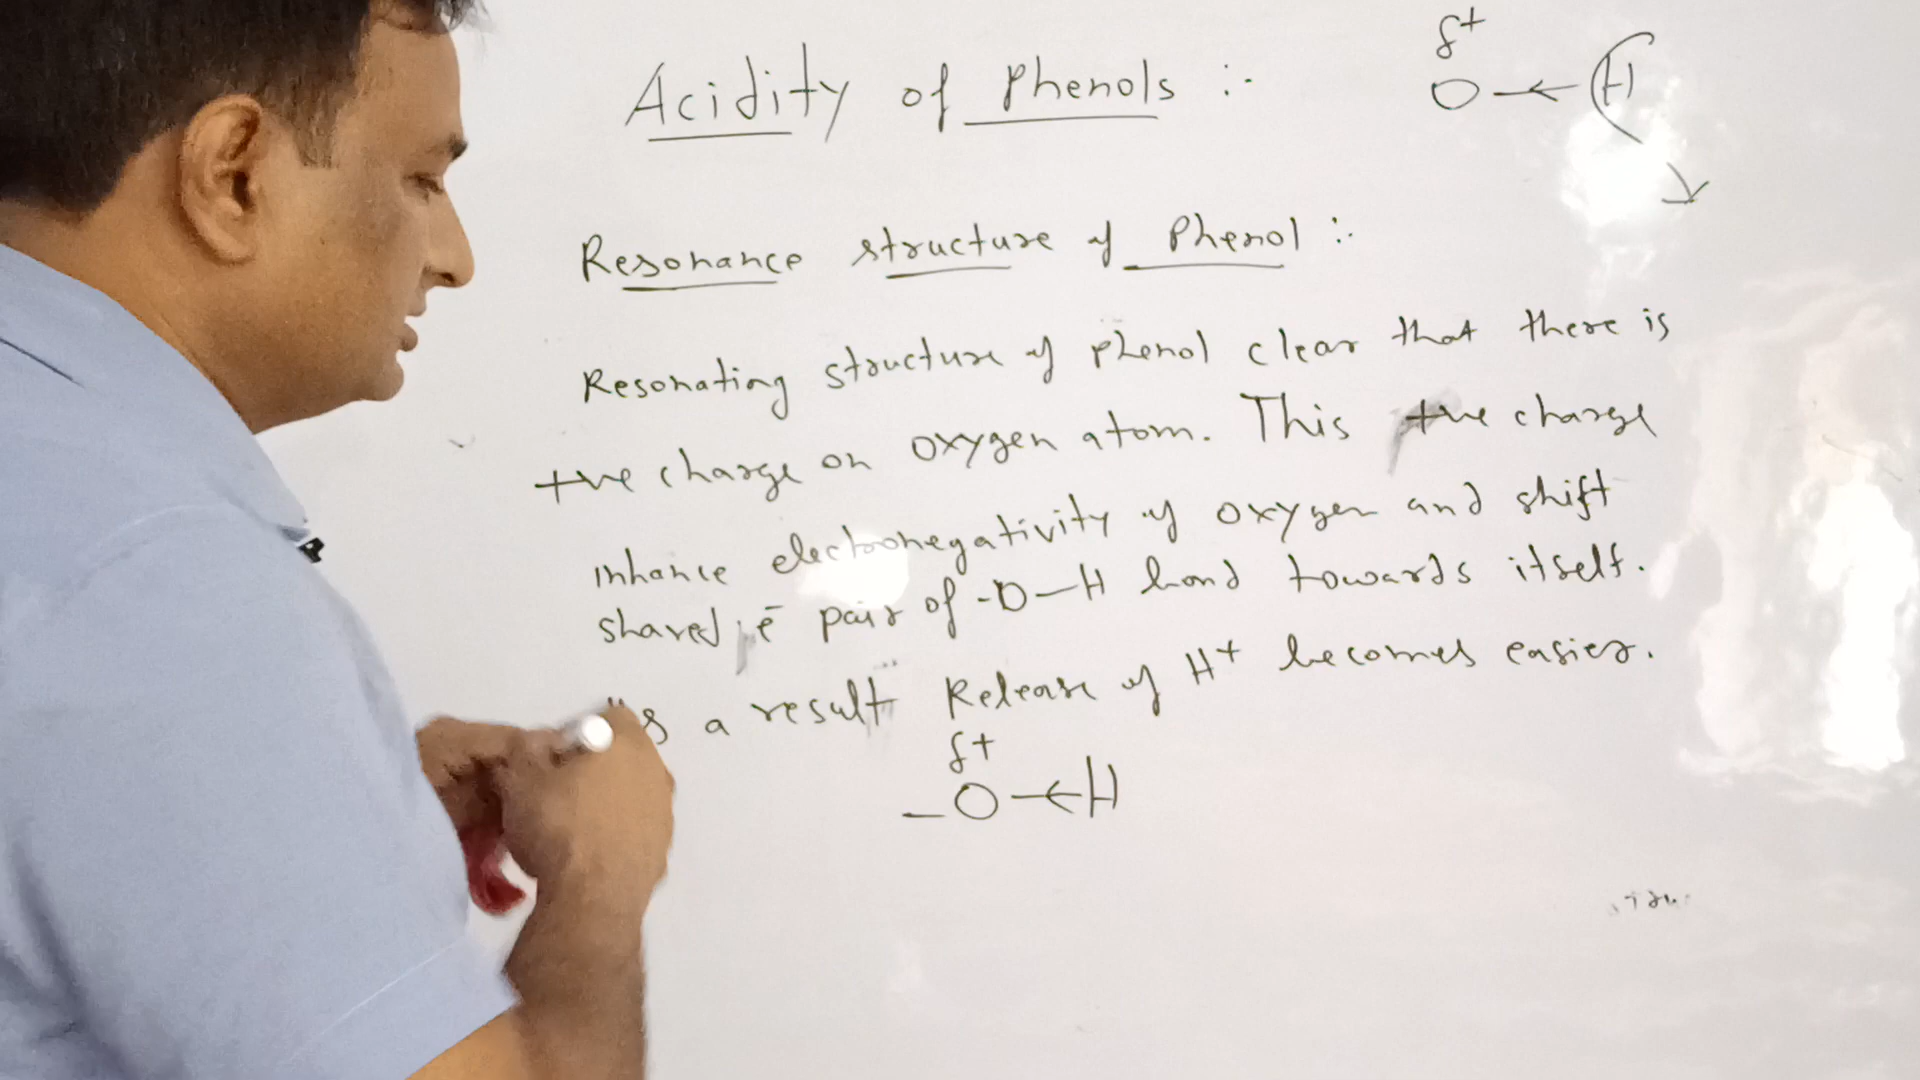 Acidity of Phenols :-
δ+
O ← H
Resonance structure of Phenol :-
Resonating structure of phenol clear that there is
+ve charge on oxygen atom. This +ve charge
inhance electronegativity of oxygen and shift
shared e- pair of -O-H bond towards itself.
As a result Release of H+ becomes easier.
δ+
-O ← H